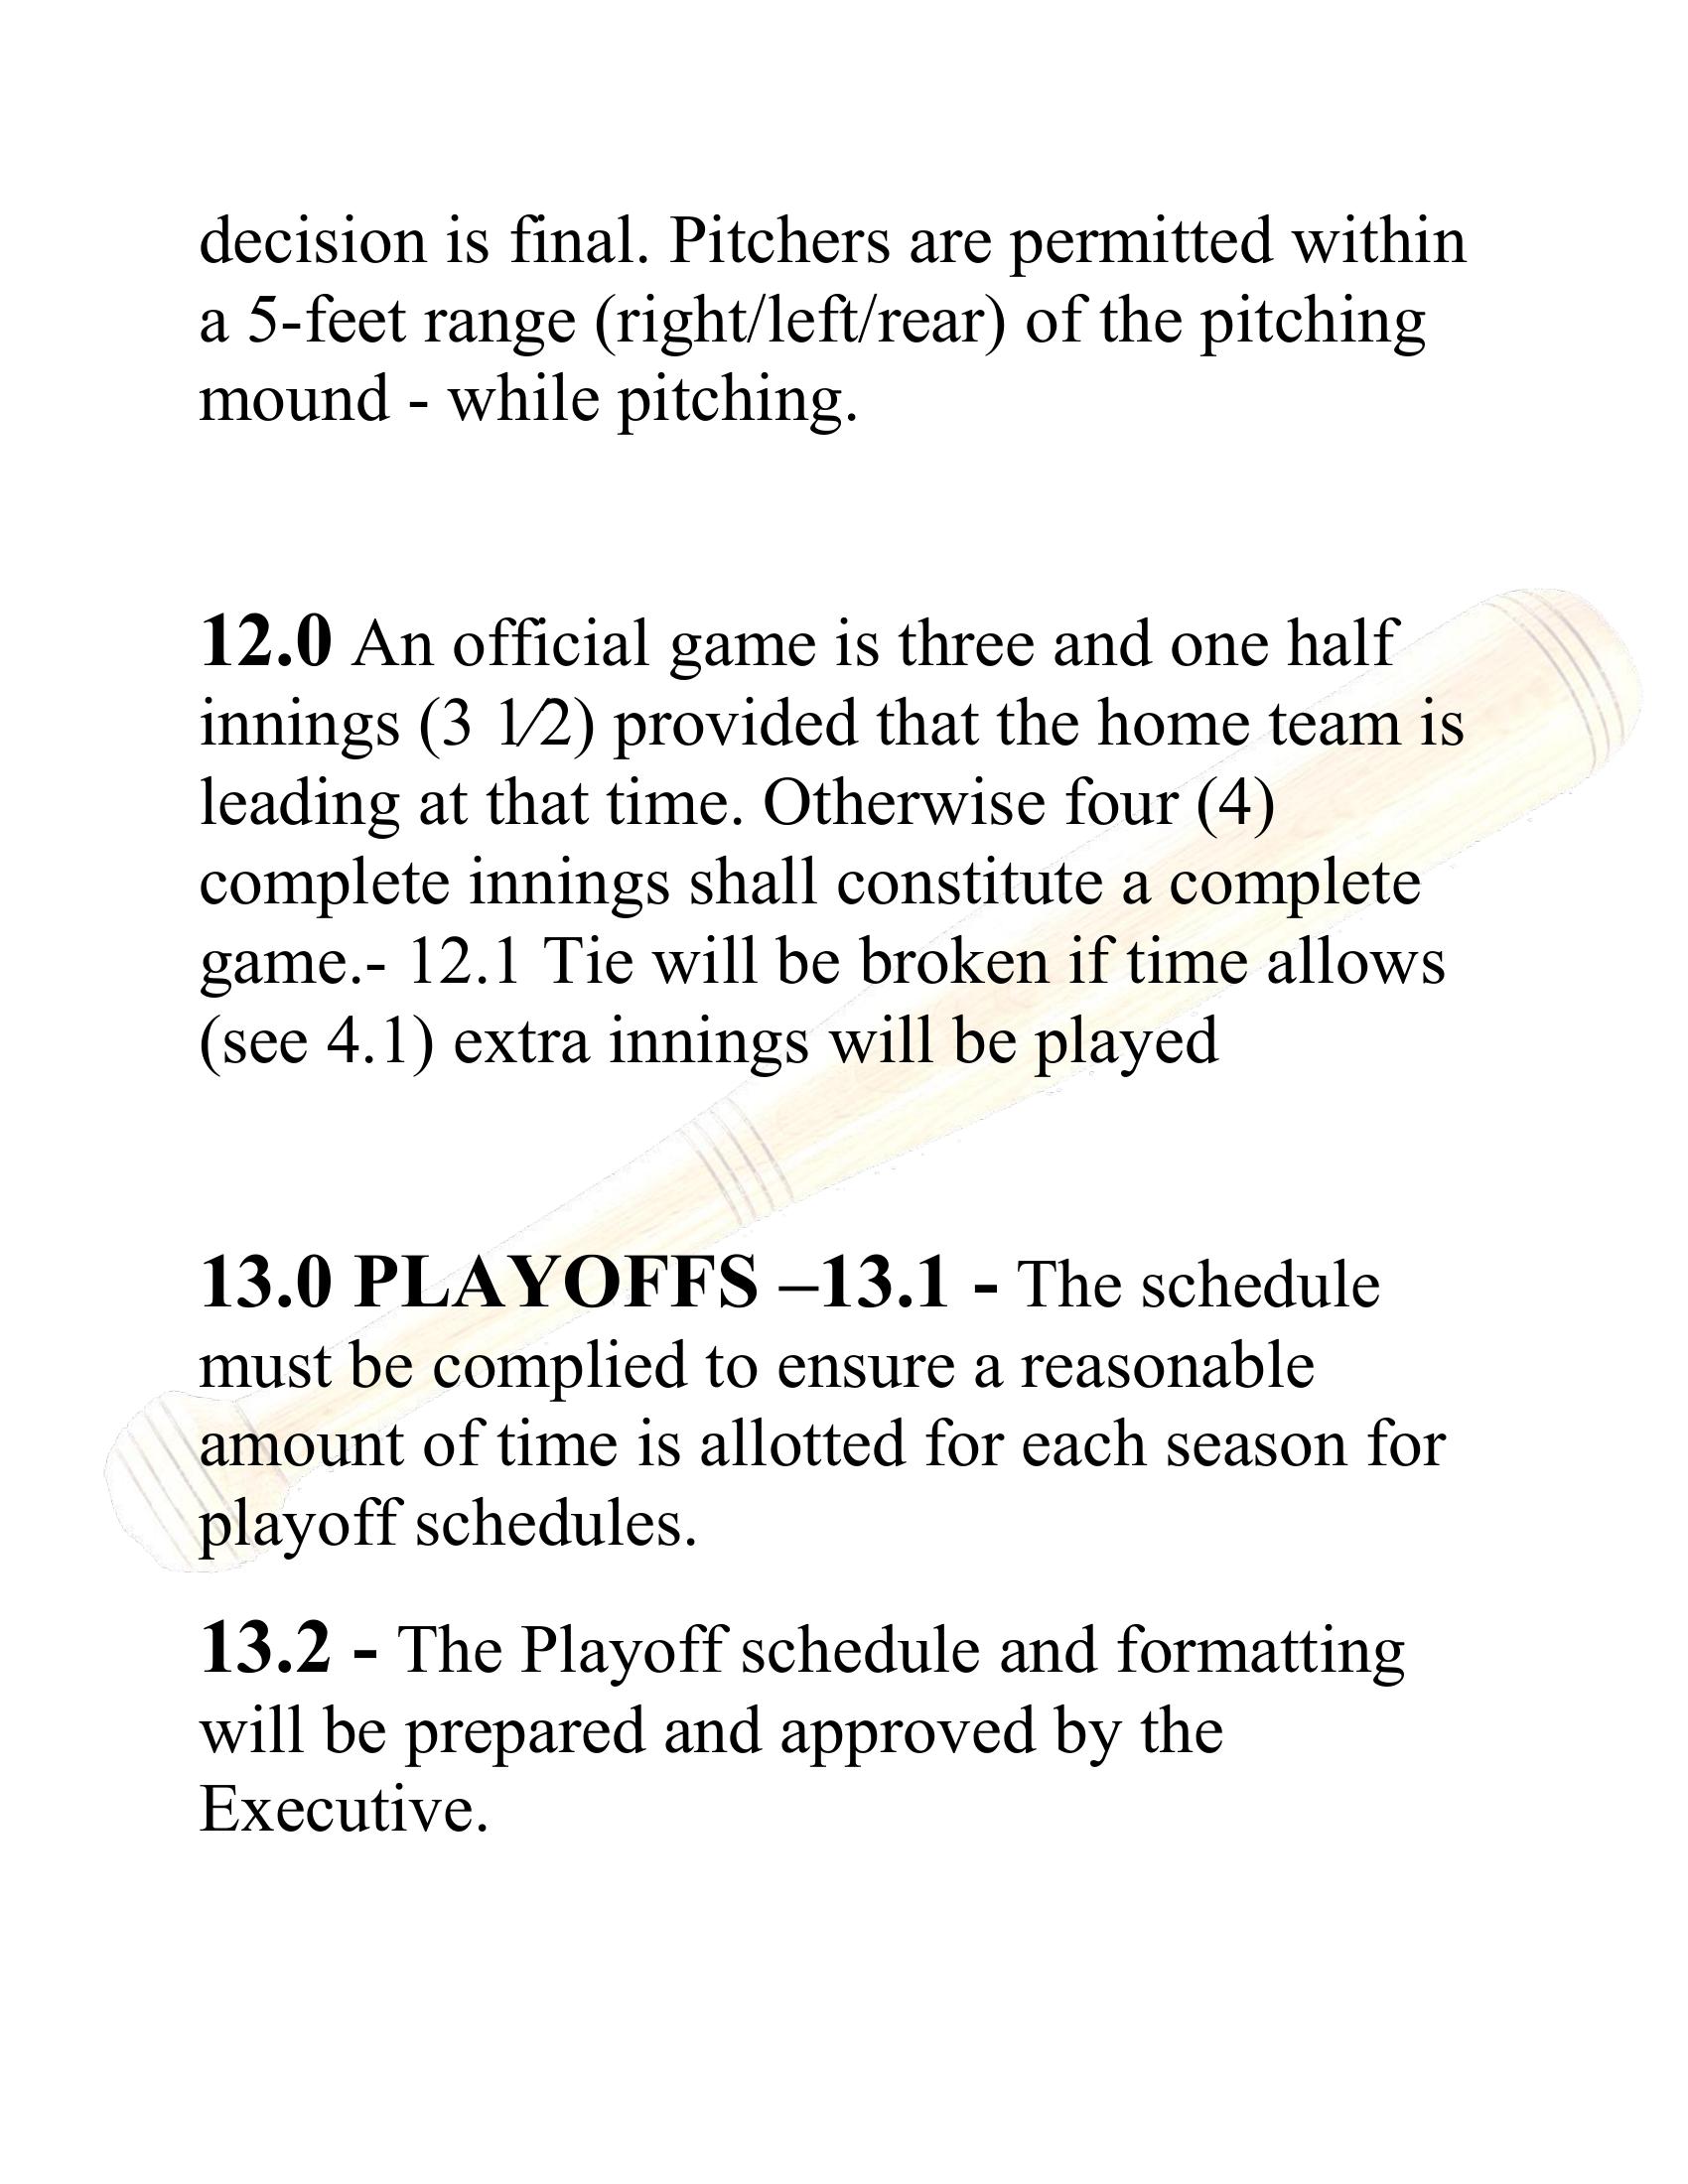 decision is final. Pitchers are permitted within
a 5-feet range (right/left/rear) of the pitching
mound - while pitching.
12.0 An official game is three and one half
innings (3 1⁄2) provided that the home team is
leading at that time. Otherwise four (4)
complete innings shall constitute a complete
game.- 12.1 Tie will be broken if time allows
(see 4.1) extra innings will be played
13.0 PLAYOFFS –13.1 - The schedule
must be complied to ensure a reasonable
amount of time is allotted for each season for
playoff schedules.
13.2 - The Playoff schedule and formatting
will be prepared and approved by the
Executive.